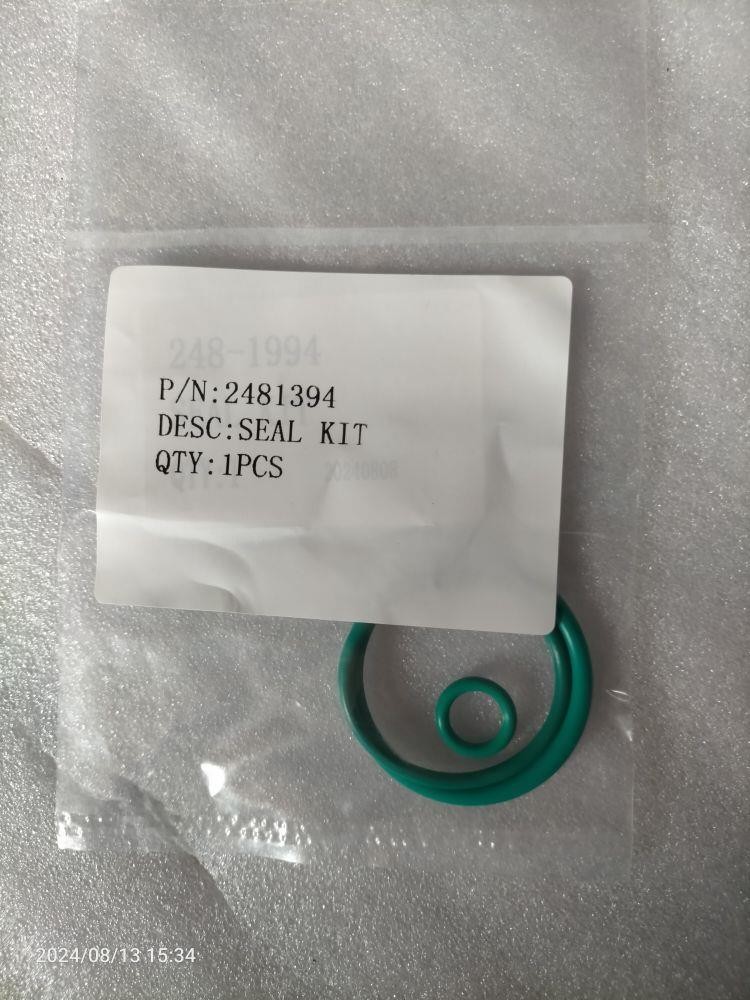 248-1994
P/N:2481394
DESC:SEAL KIT
QTY:1PCS
20240808
2024/08/13 15:34